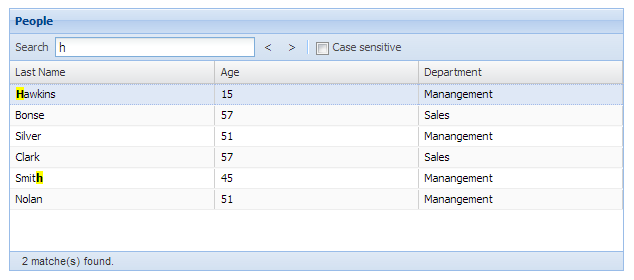 People
Search h < > Case sensitive
Last Name Age Department
Hawkins 15 Manangement
Bonse 57 Sales
Silver 51 Manangement
Clark 57 Sales
Smith 45 Manangement
Nolan 51 Manangement
2 matche(s) found.